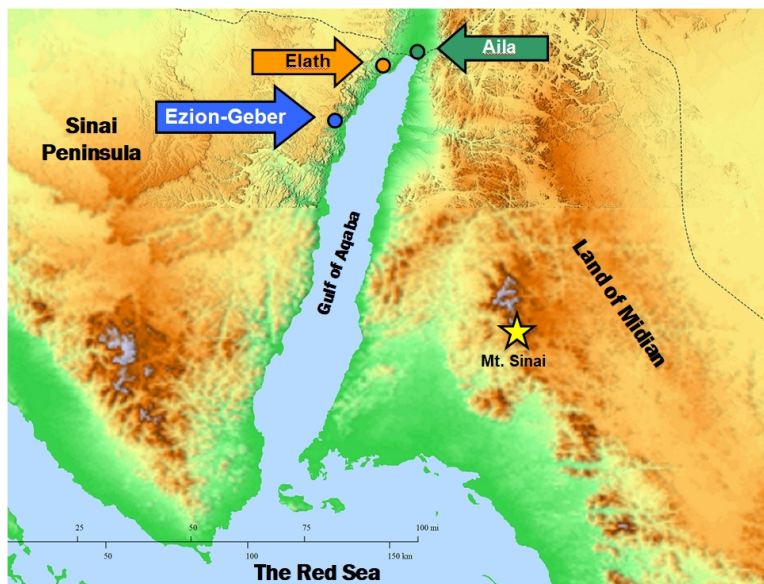 Elath
Aila
Ezion-Geber
Sinai
Peninsula
Gulf of Aqaba
Land of Midian
Mt. Sinai
25
50
75
100 mi
50
100
150 km
The Red Sea